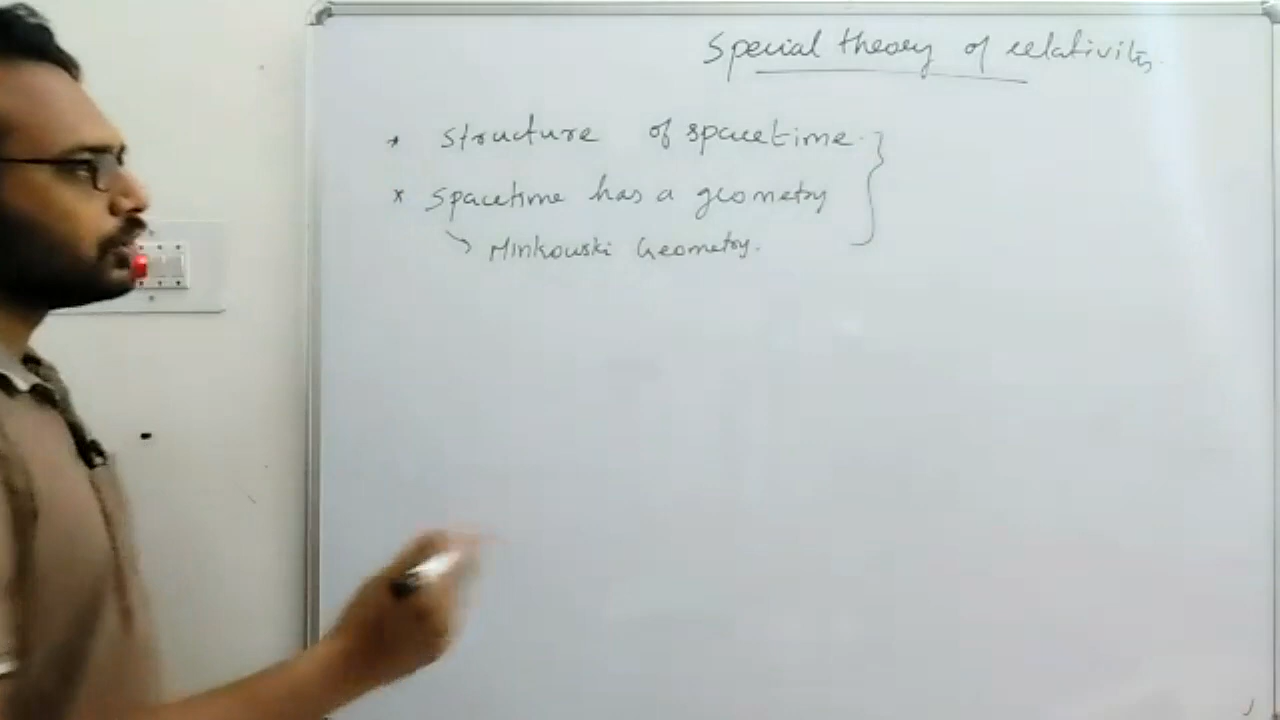 Special theory of relativity
* Structure of spacetime.
* Spacetime has a geometry
↳ Minkowski Geometry.